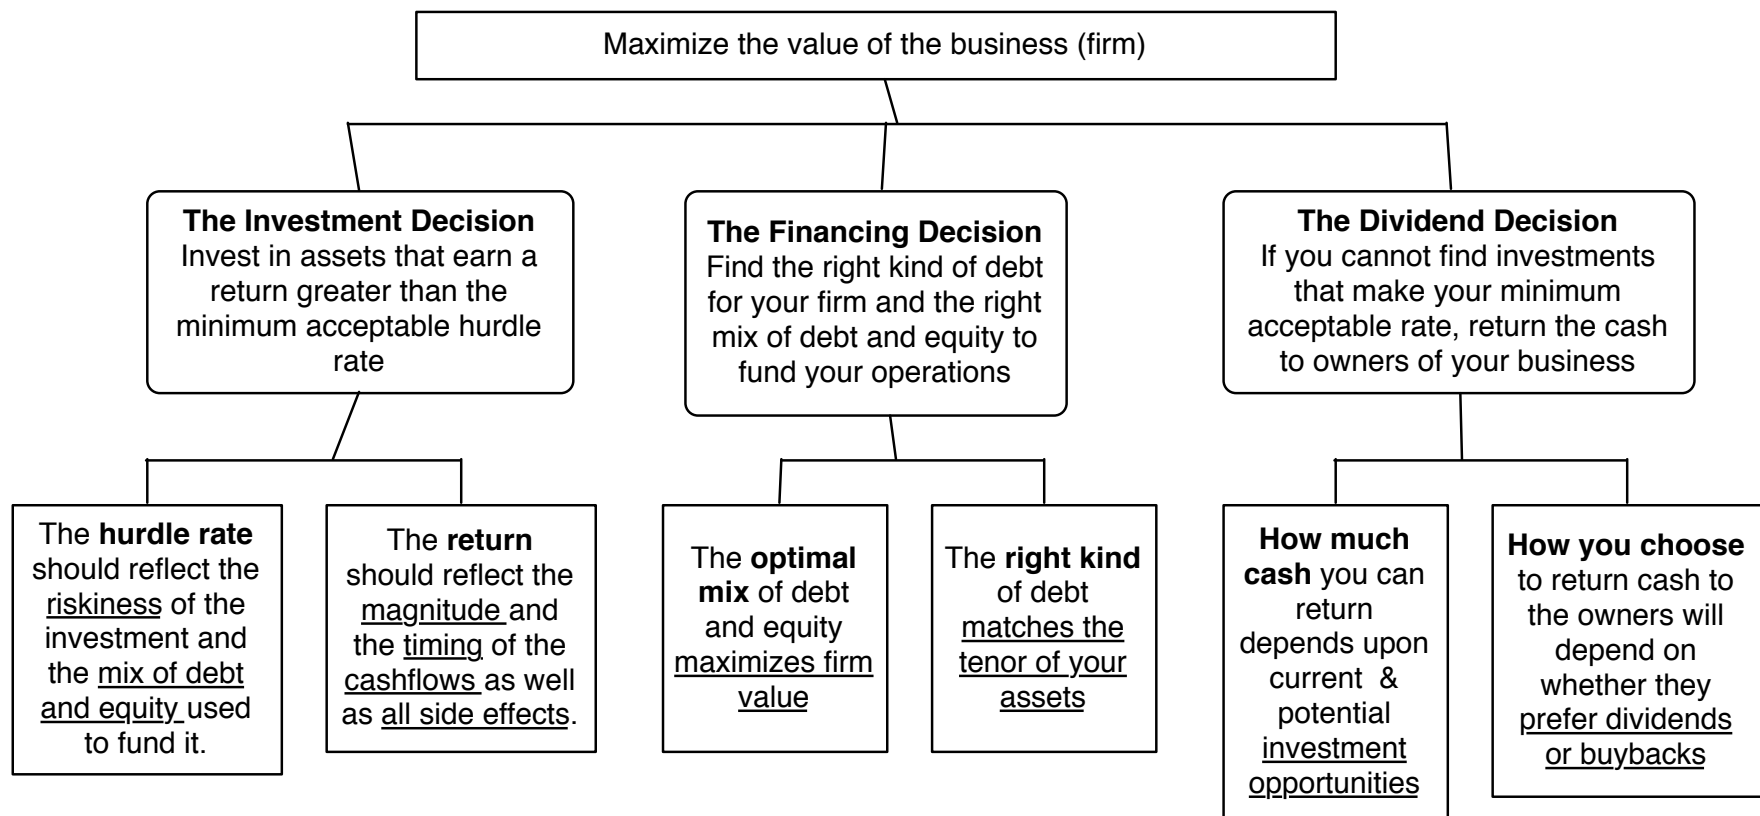 Maximize the value of the business (firm)
The Investment Decision
Invest in assets that earn a
return greater than the
minimum acceptable hurdle
rate
The Financing Decision
Find the right kind of debt
for your firm and the right
mix of debt and equity to
fund your operations
The Dividend Decision
If you cannot find investments
that make your minimum
acceptable rate, return the cash
to owners of your business
The hurdle rate
should reflect the
riskiness of the
investment and
the mix of debt
and equity used
to fund it.
The return
should reflect the
magnitude and
the timing of the
cashflows as well
as all side effects.
The optimal
mix of debt
and equity
maximizes firm
value
The right kind
of debt
matches the
tenor of your
assets
How much
cash you can
return
depends upon
current & 
potential
investment
opportunities
How you choose
to return cash to
the owners will
depend on
whether they
prefer dividends
or buybacks